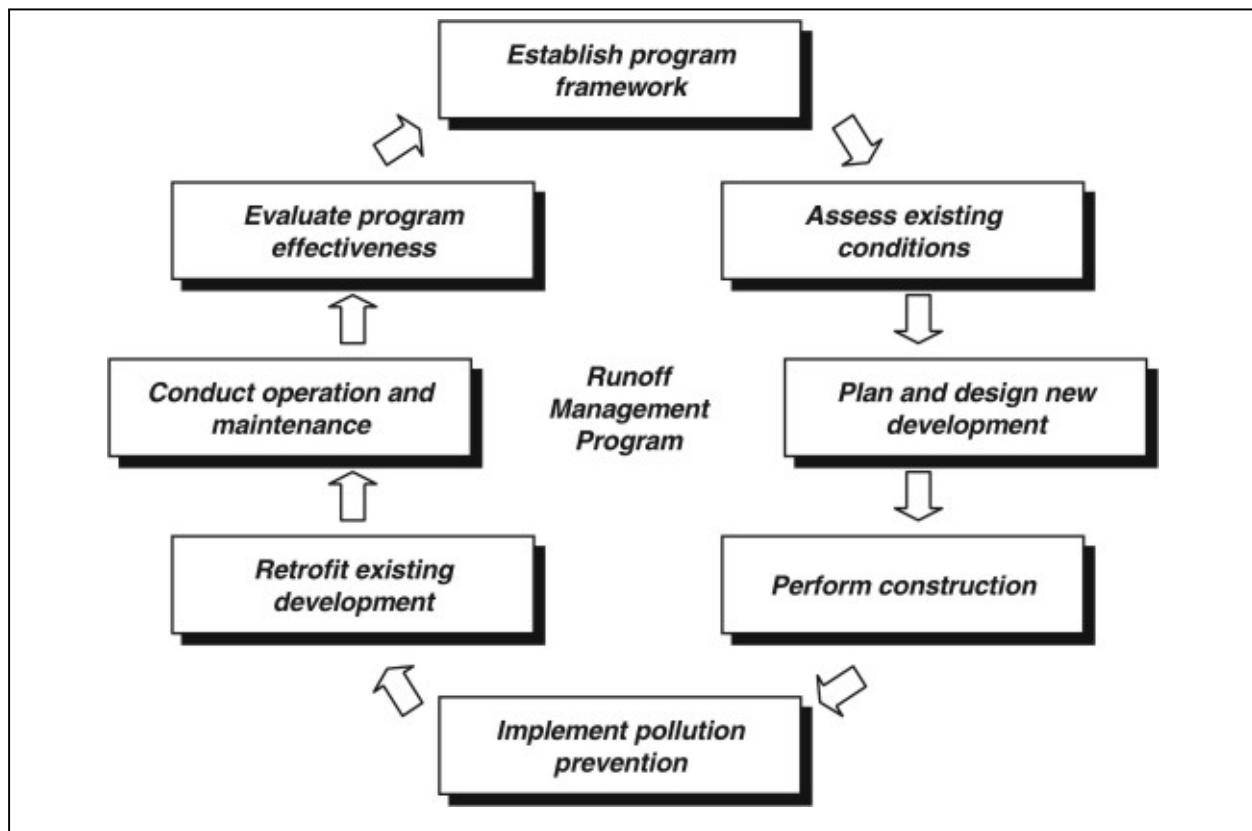 Establish program
framework
Assess existing
conditions
Plan and design new
development
Perform construction
Implement pollution
prevention
Retrofit existing
development
Conduct operation and
maintenance
Evaluate program
effectiveness
Runoff
Management
Program